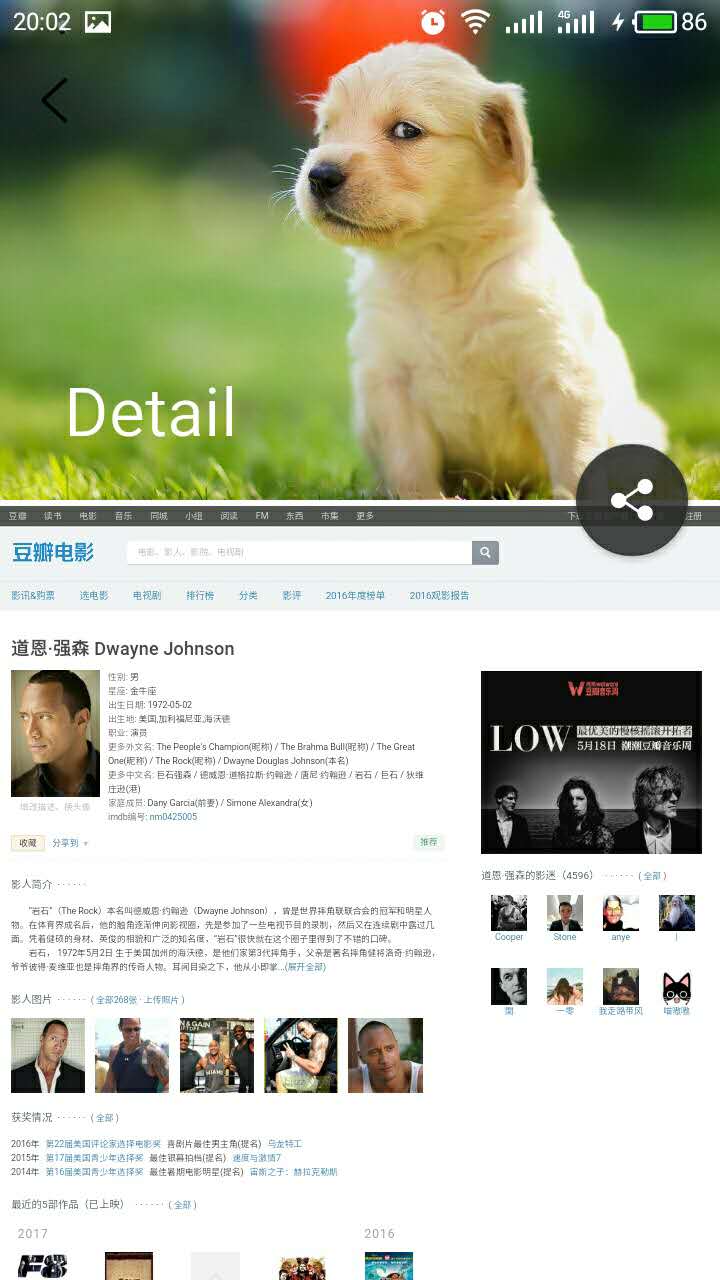 20:02
4G
86
Detail
豆瓣 读书 电影 音乐 同城 小组 阅读 FM 东西 市集 更多
注册
豆瓣电影
电影、影人、影院、电视剧
影讯&购票 选电影 电视剧 排行榜 分类 影评 2016年度榜单 2016观影报告
道恩·强森 Dwayne Johnson
性别: 男
星座: 金牛座
出生日期: 1972-05-02
出生地: 美国,加利福尼亚,海沃德
职业: 演员
更多外文名: The People's Champion(昵称) / The Brahma Bull(昵称) / The Great
One(昵称) / The Rock(昵称) / Dwayne Douglas Johnson(本名)
更多中文名: 巨石强森 / 德威恩·道格拉斯·约翰逊 / 唐尼·约翰逊 / 岩石 / 巨石 / 狄维
庄逊(港)
家庭成员: Dany Garcia(前妻) / Simone Alexandra(女)
imdb编号: nm0425005
增改描述、换头像
收藏 分享到
推荐
LOW
最优美的慢核摇滚开拓者
5月18日 潮潮豆瓣音乐周
道恩·强森的影迷（4596） · · · · · · ( 全部 )
Cooper Stone anye
一零 我走路带风
影人简介 · · · · · ·
“岩石”（The Rock）本名叫德威恩·约翰逊（Dwayne Johnson），曾是世界摔角联联合会的冠军和明星人
物。在体育界成名后，他的触角逐渐伸向影视圈，先是参加了一些电视节目的录制，然后又在连续剧中露过几
面。凭着健硕的身材、英俊的相貌和广泛的知名度，“岩石”很快就在这个圈子里得到了不错的口碑。
岩石，1972年5月2日 生于美国加州的海沃德，是他们家第3代摔角手，父亲是著名摔角健将洛奇·约翰逊，
爷爷彼得·麦维亚也是摔角界的传奇人物。耳闻目染之下，他从小即掌...(展开全部)
影人图片 · · · · · · ( 全部268张 · 上传照片 )
获奖情况 · · · · · · ( 全部 )
2016年 第22届美国评论家选择电影奖 喜剧片最佳男主角(提名) 乌龙特工
2015年 第17届美国青少年选择奖 最佳银幕拍档(提名) 速度与激情7
2014年 第16届美国青少年选择奖 最佳暑期电影明星(提名) 宙斯之子：赫拉克勒斯
最近的5部作品（已上映） · · · · · · ( 全部 )
2017 2016
F8